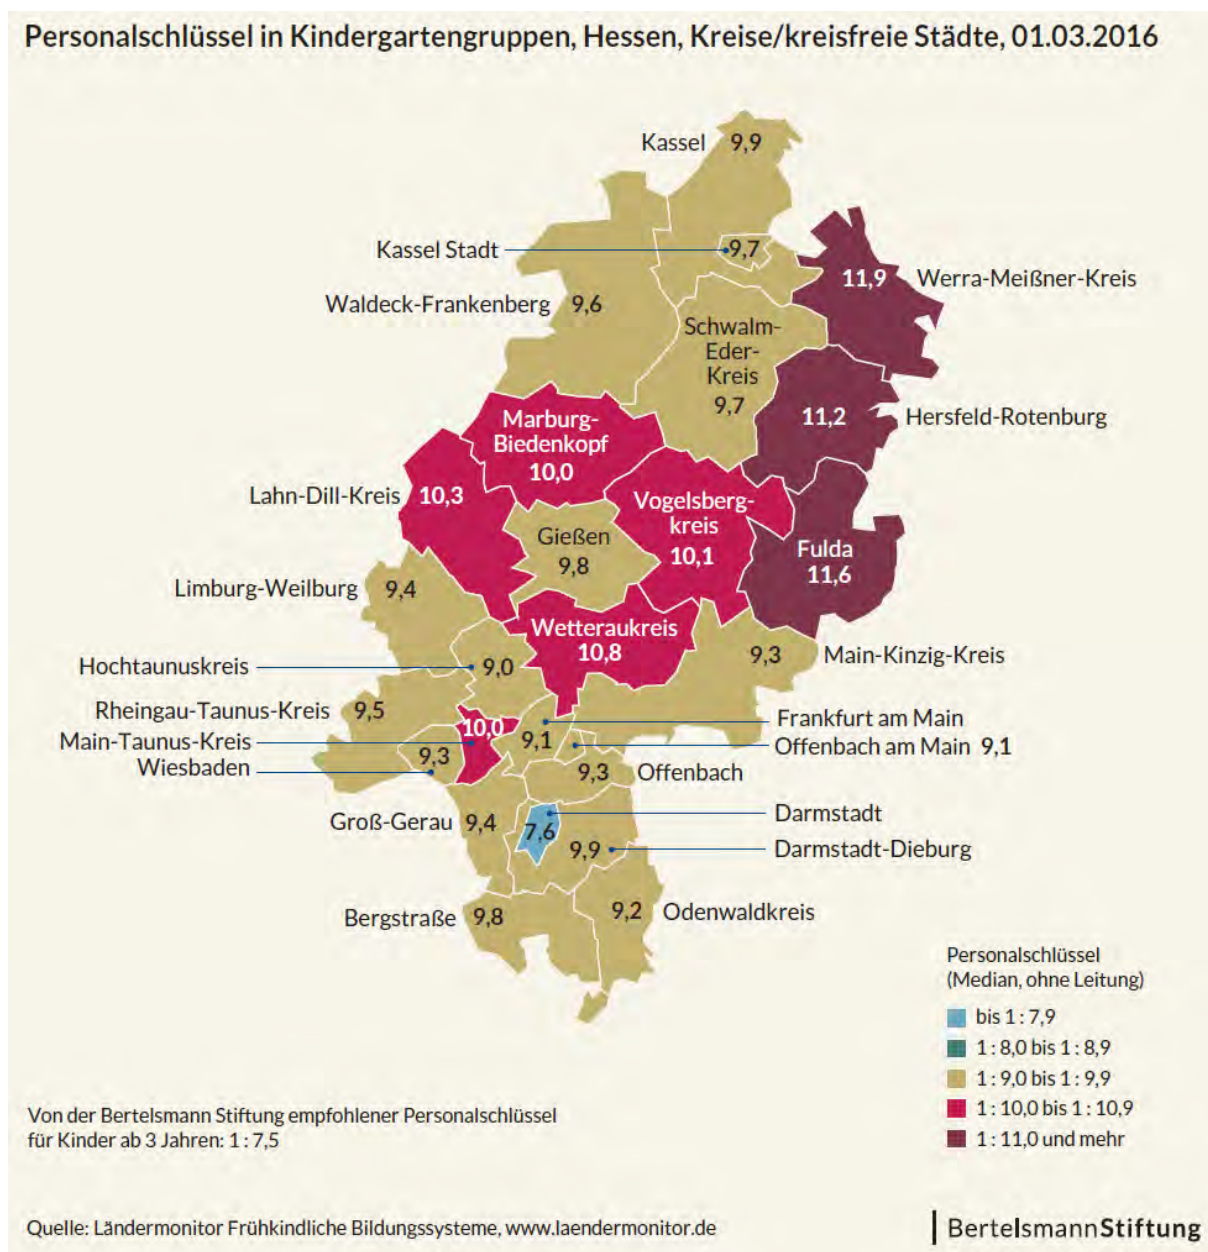 Personalschlüssel in Kindergartengruppen, Hessen, Kreise/kreisfreie Städte, 01.03.2016
Kassel 9,9
Kassel Stadt 9,7
Werra-Meißner-Kreis 11,9
Waldeck-Frankenberg 9,6
Schwalm-
Eder-
Kreis
9,7
Hersfeld-Rotenburg 11,2
Marburg-
Biedenkopf
10,0
Lahn-Dill-Kreis 10,3
Vogelsberg-
kreis
10,1
Gießen
9,8
Fulda
11,6
Limburg-Weilburg 9,4
Wetteraukreis
10,8
Hochtaunuskreis 9,0
9,3 Main-Kinzig-Kreis
Rheingau-Taunus-Kreis 9,5
Main-Taunus-Kreis 10,0
Wiesbaden 9,3
9,1 Frankfurt am Main
Offenbach am Main 9,1
9,3 Offenbach
Groß-Gerau 9,4
7,6 Darmstadt
9,9 Darmstadt-Dieburg
Bergstraße 9,8
9,2 Odenwaldkreis
Personalschlüssel
(Median, ohne Leitung)
bis 1 : 7,9
1 : 8,0 bis 1 : 8,9
1 : 9,0 bis 1 : 9,9
1 : 10,0 bis 1 : 10,9
1 : 11,0 und mehr
Von der Bertelsmann Stiftung empfohlener Personalschlüssel
für Kinder ab 3 Jahren: 1 : 7,5
Quelle: Ländermonitor Frühkindliche Bildungssysteme, www.laendermonitor.de
BertelsmannStiftung